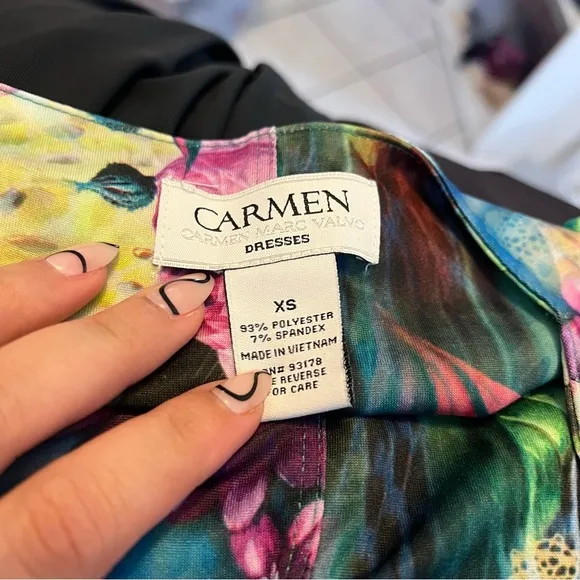 CARMEN
CARMEN MARC VALVO
DRESSES
XS
93% POLYESTER
7% SPANDEX
MADE IN VIETNAM
93178
REVERSE
FOR CARE